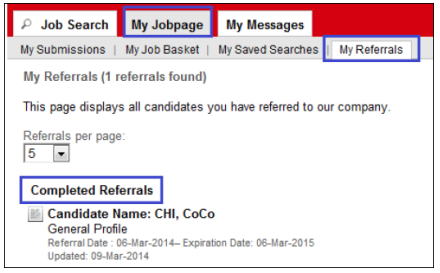 Job Search My Jobpage My Messages
My Submissions | My Job Basket | My Saved Searches | My Referrals
My Referrals (1 referrals found)
This page displays all candidates you have referred to our company.
Referrals per page:
5
Completed Referrals
Candidate Name: CHI, CoCo
General Profile
Referral Date : 06-Mar-2014– Expiration Date: 06-Mar-2015
Updated: 09-Mar-2014